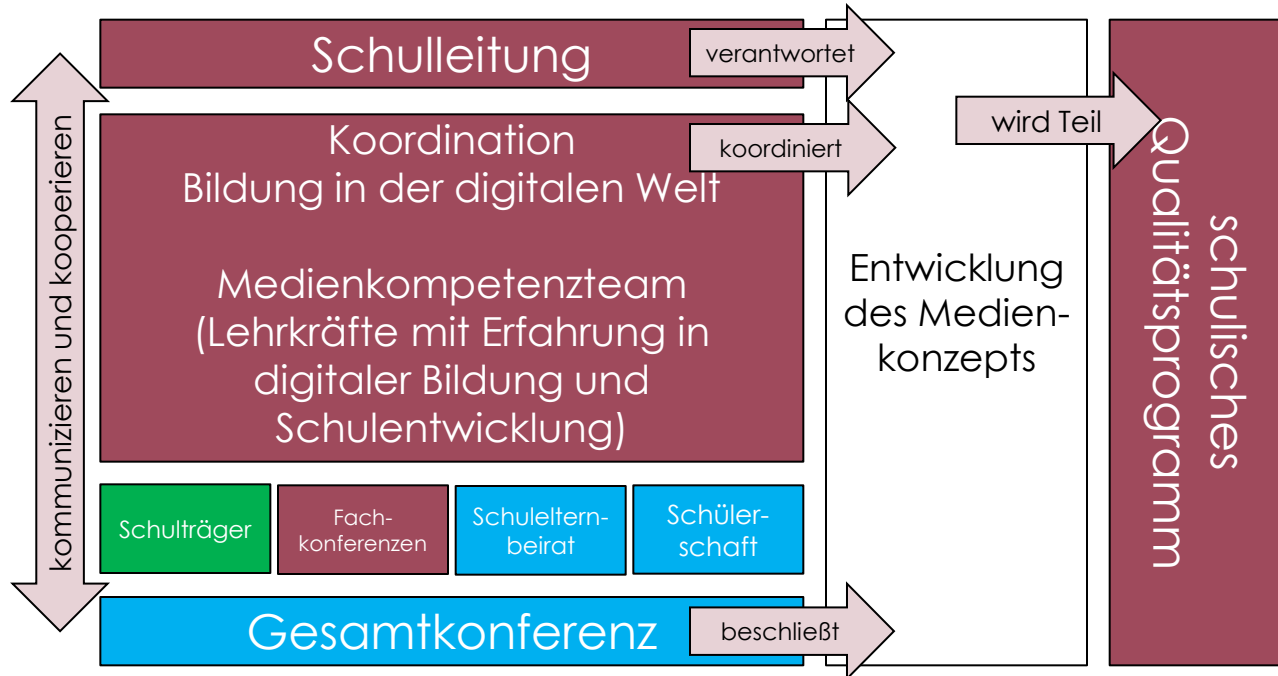 Schulleitung
verantwortet
kommunizieren und kooperieren
Koordination
Bildung in der digitalen Welt
koordiniert
Medienkompetenzteam
(Lehrkräfte mit Erfahrung in
digitaler Bildung und
Schulentwicklung)
Schulträger
Fach-
konferenzen
Schuleltern-
beirat
Schüler-
schaft
Gesamtkonferenz
beschließt
Entwicklung
des Medien-
konzepts
wird Teil
schulisches
Qualitätsprogramm